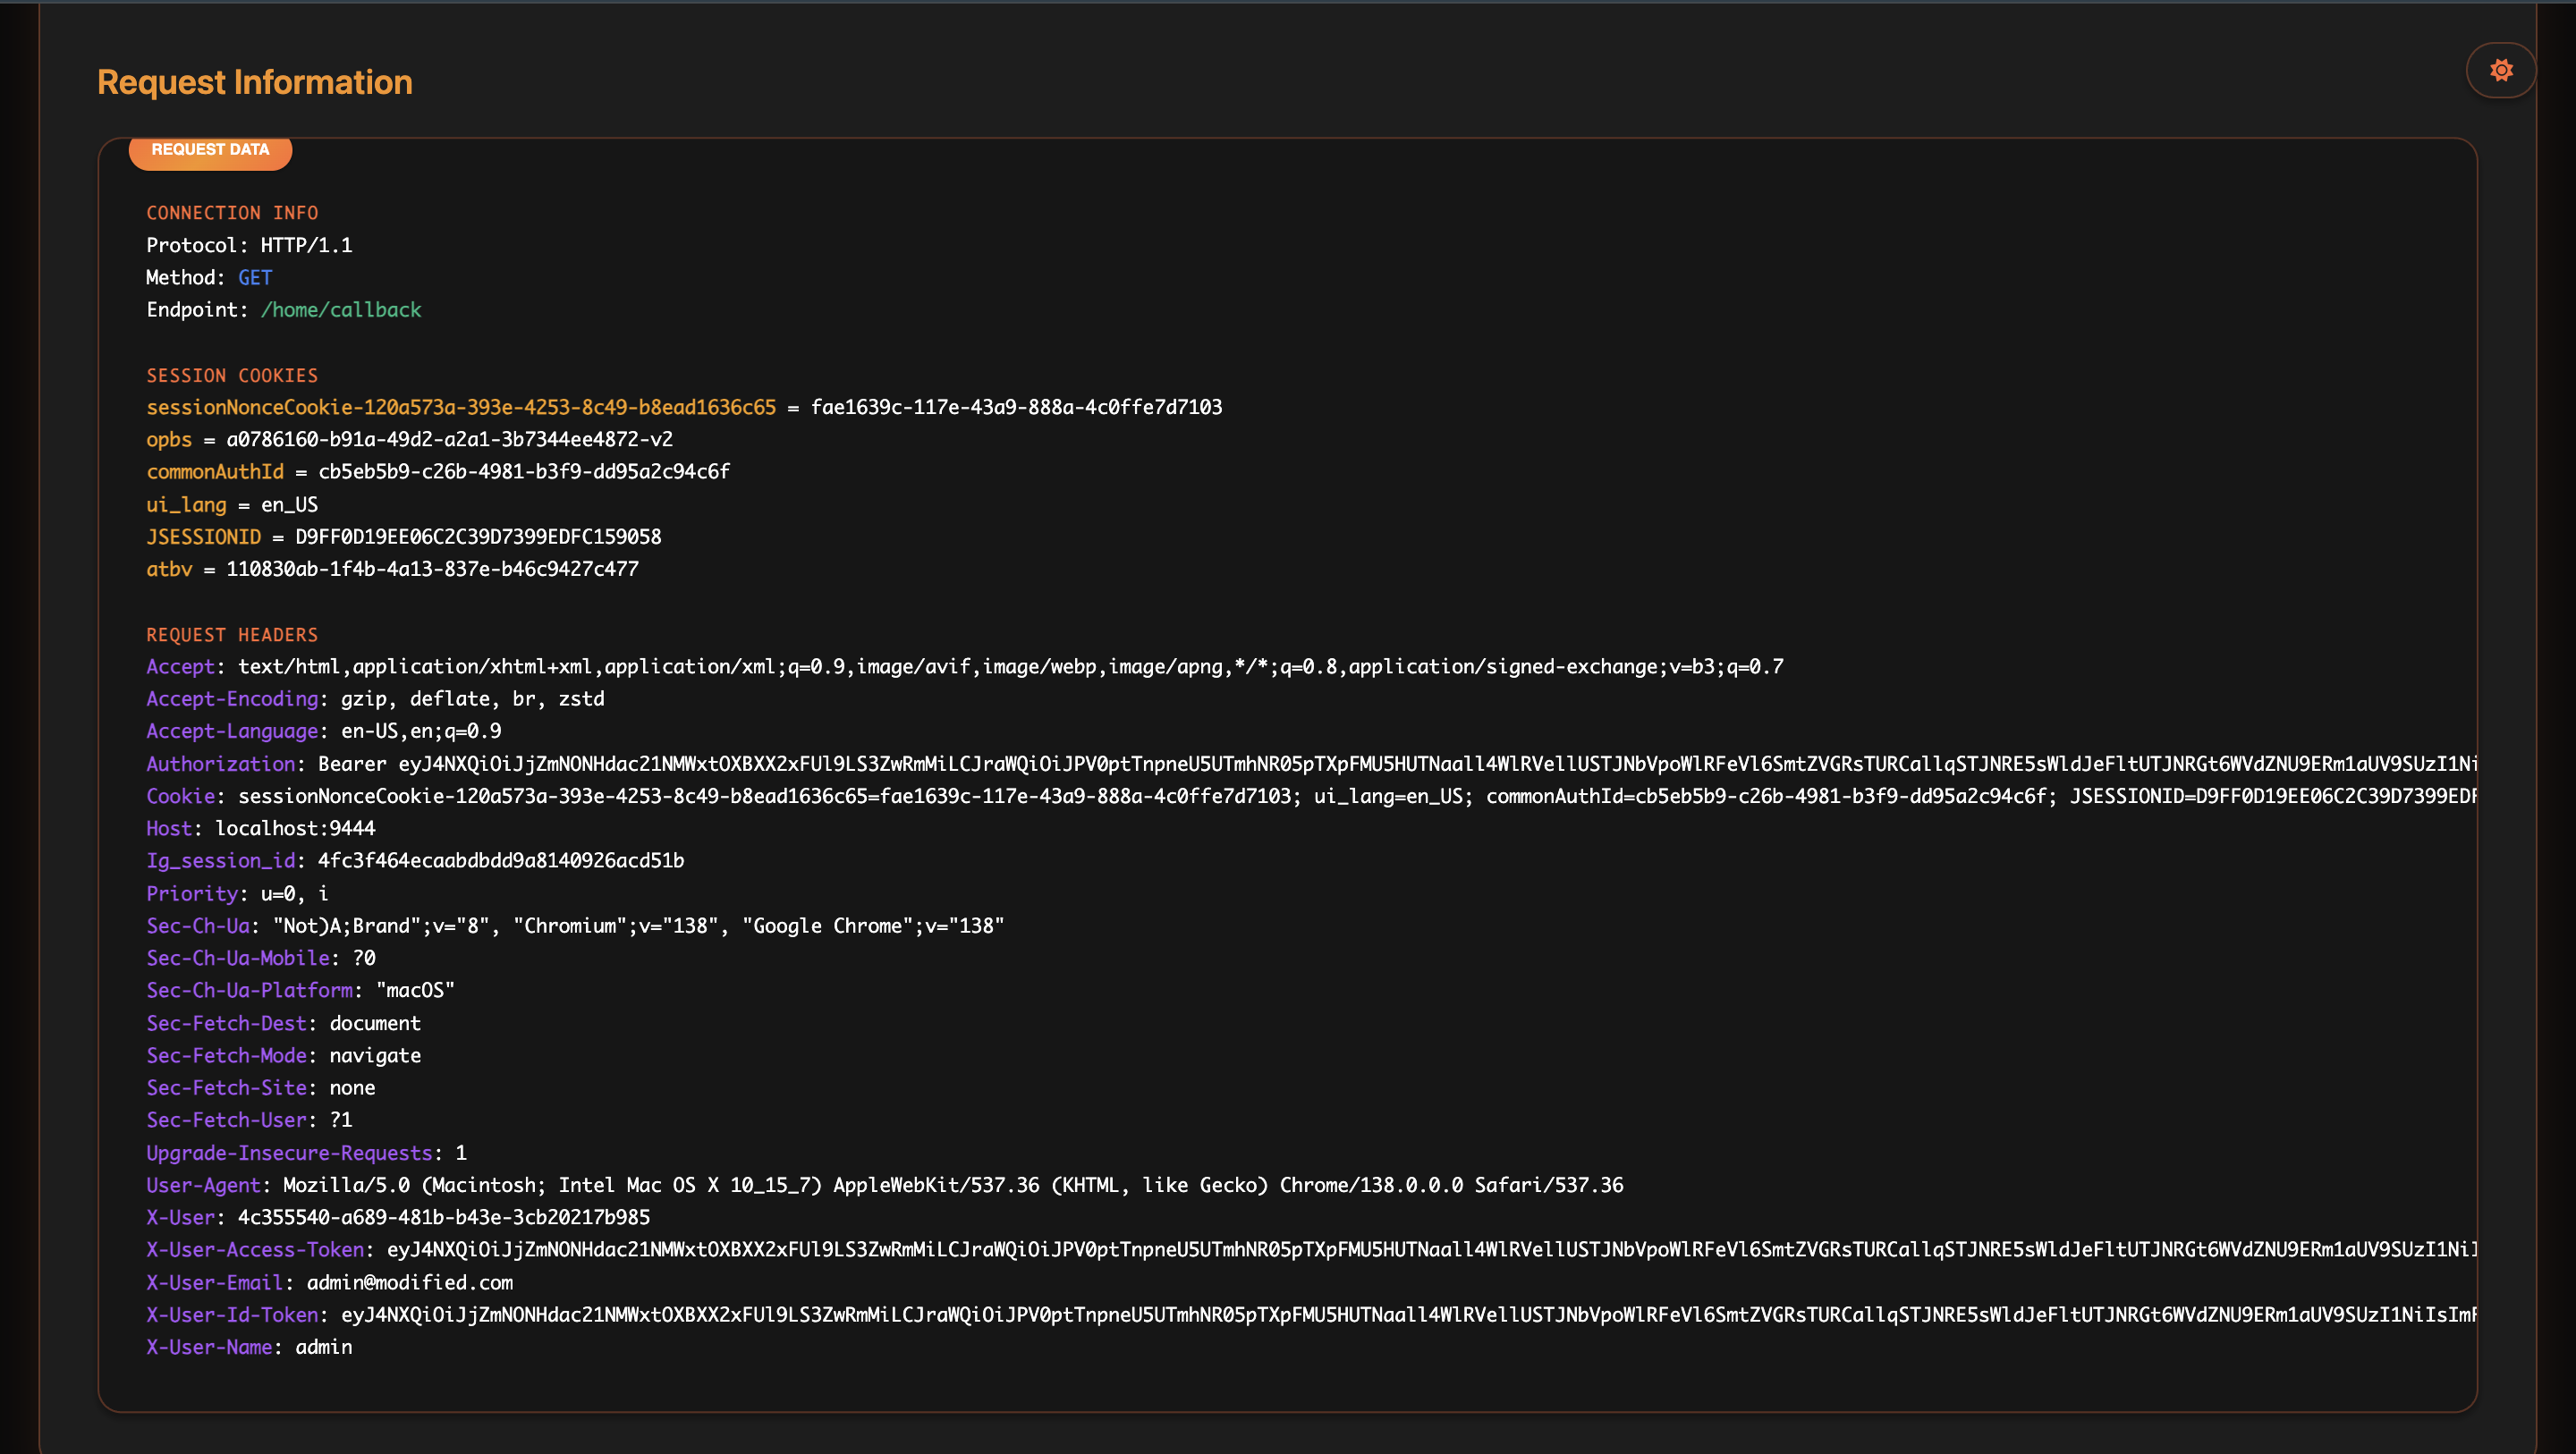 Request Information
REQUEST DATA
CONNECTION INFO
Protocol: HTTP/1.1
Method: GET
Endpoint: /home/callback
SESSION COOKIES
sessionNonceCookie-120a573a-393e-4253-8c49-b8ead1636c65 = fae1639c-117e-43a9-888a-4c0ffe7d7103
opbs = a0786160-b91a-49d2-a2a1-3b7344ee4872-v2
commonAuthId = cb5eb5b9-c26b-4981-b3f9-dd95a2c94c6f
ui_lang = en_US
JSESSIONID = D9FF0D19EE06C2C39D7399EDFC159058
atbv = 110830ab-1f4b-4a13-837e-b46c9427c477
REQUEST HEADERS
Accept: text/html,application/xhtml+xml,application/xml;q=0.9,image/avif,image/webp,image/apng,*/*;q=0.8,application/signed-exchange;v=b3;q=0.7
Accept-Encoding: gzip, deflate, br, zstd
Accept-Language: en-US,en;q=0.9
Authorization: Bearer
Cookie: sessionNonceCookie-120a573a-393e-4253-8c49-b8ead1636c65=fae1639c-117e-43a9-888a-4c0ffe7d7103; ui_lang=en_US; commonAuthId=cb5eb5b9-c26b-4981-b3f9-dd95a2c94c6f; JSESSIONID=D9FF0D19EE06C2C39D7399EDF
Host: localhost:9444
Ig_session_id: 4fc3f464ecaabdbdd9a8140926acd51b
Priority: u=0, i
Sec-Ch-Ua: "Not)A;Brand";v="8", "Chromium";v="138", "Google Chrome";v="138"
Sec-Ch-Ua-Mobile: ?0
Sec-Ch-Ua-Platform: "macOS"
Sec-Fetch-Dest: document
Sec-Fetch-Mode: navigate
Sec-Fetch-Site: none
Sec-Fetch-User: ?1
Upgrade-Insecure-Requests: 1
User-Agent: Mozilla/5.0 (Macintosh; Intel Mac OS X 10_15_7) AppleWebKit/537.36 (KHTML, like Gecko) Chrome/138.0.0.0 Safari/537.36
X-User: 4c355540-a689-481b-b43e-3cb20217b985
X-User-Access-Token:
X-User-Email: admin@modified.com
X-User-Id-Token:
X-User-Name: admin